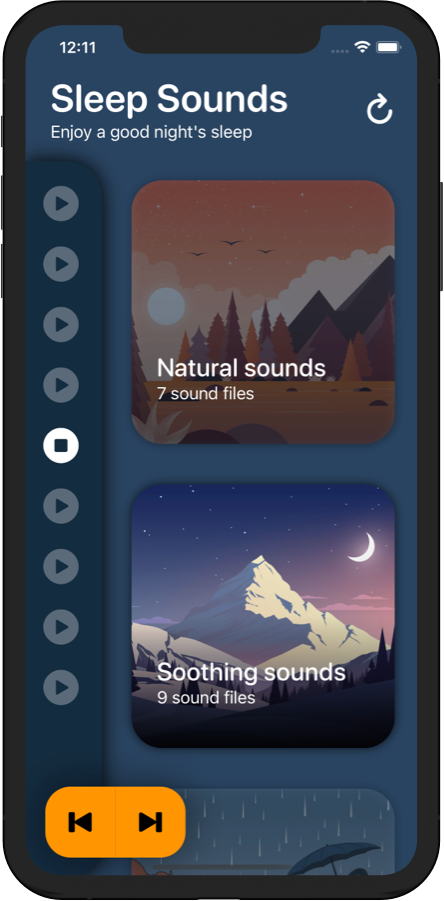 12:11
Sleep Sounds
Enjoy a good night's sleep
Natural sounds
7 sound files
Soothing sounds
9 sound files